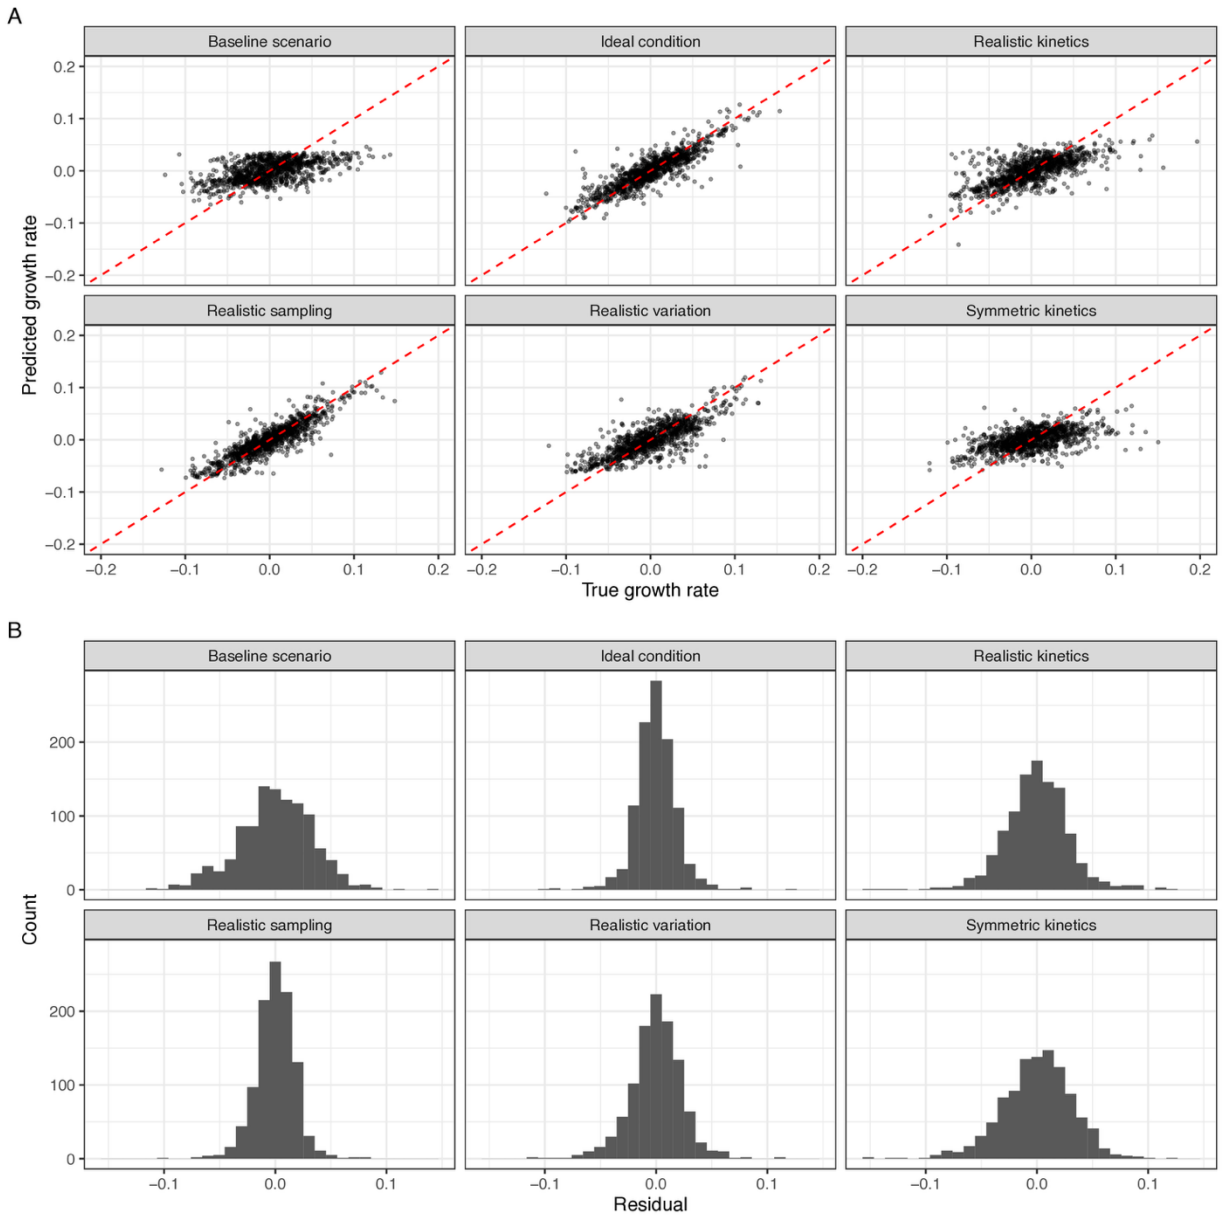 A
Baseline scenario
Ideal condition
Realistic kinetics
0.2
0.1
0.0
−0.1
−0.2
Realistic sampling
Realistic variation
Symmetric kinetics
0.2
0.1
0.0
−0.1
−0.2
Predicted growth rate
−0.2 −0.1 0.0 0.1 0.2
−0.2 −0.1 0.0 0.1 0.2
−0.2 −0.1 0.0 0.1 0.2
True growth rate
B
Baseline scenario
Ideal condition
Realistic kinetics
200
100
0
Realistic sampling
Realistic variation
Symmetric kinetics
200
100
0
Count
−0.1 0.0 0.1
−0.1 0.0 0.1
−0.1 0.0 0.1
Residual